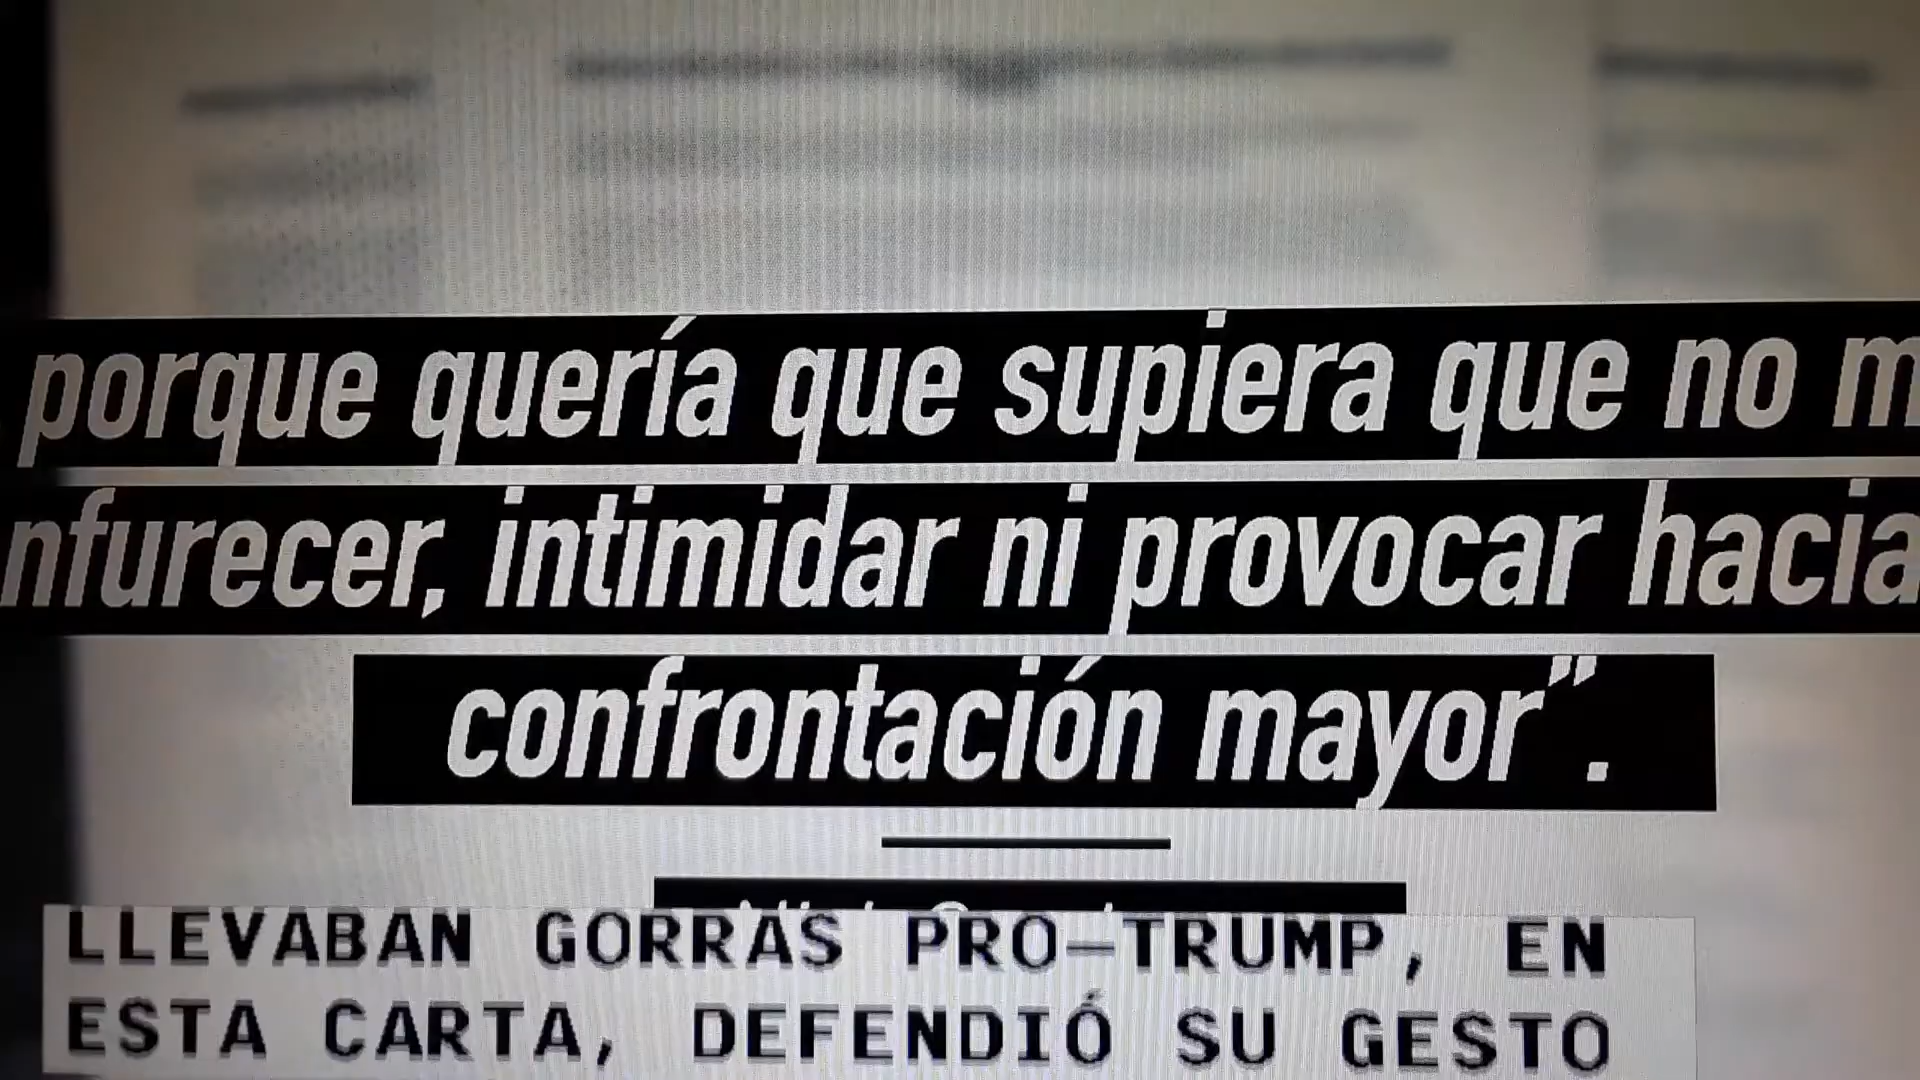 porque quería que supiera que no
intimidar ni provocar hacia
confrontación mayor”.
LLEVABAN GORRAS PRO-TRUMP, EN
ESTA CARTA, DEFENDIÓ SU GESTO